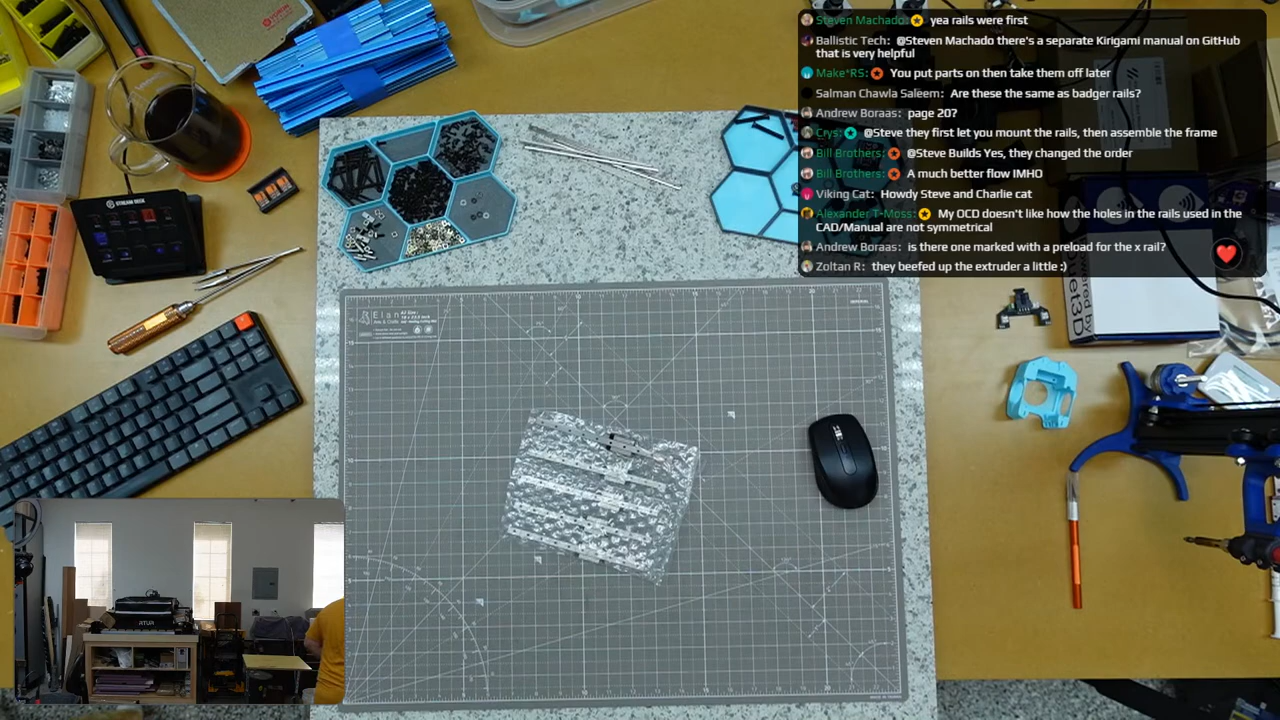 Steven Machado: yea rails were first
Ballistic Tech: @Steven Machado there's a separate Kirigami manual on GitHub
that is very helpful
Make*RS: You put parts on then take them off later
Salman Chawla Saleem: Are these the same as badger rails?
Andrew Boraas: page 20?
Crys: @Steve they first let you mount the rails, then assemble the frame
Bill Brothers: @Steve Builds Yes, they changed the order
Bill Brothers: A much better flow IMHO
Viking Cat: Howdy Steve and Charlie cat
Alexander T-Moss: My OCD doesn't like how the holes in the rails used in the
CAD/Manual are not symmetrical
Andrew Boraas: is there one marked with a preload for the x rail?
Zoltan R: they beefed up the extruder a little :)
STREAM DECK
Elan
Duet3D
RTUR